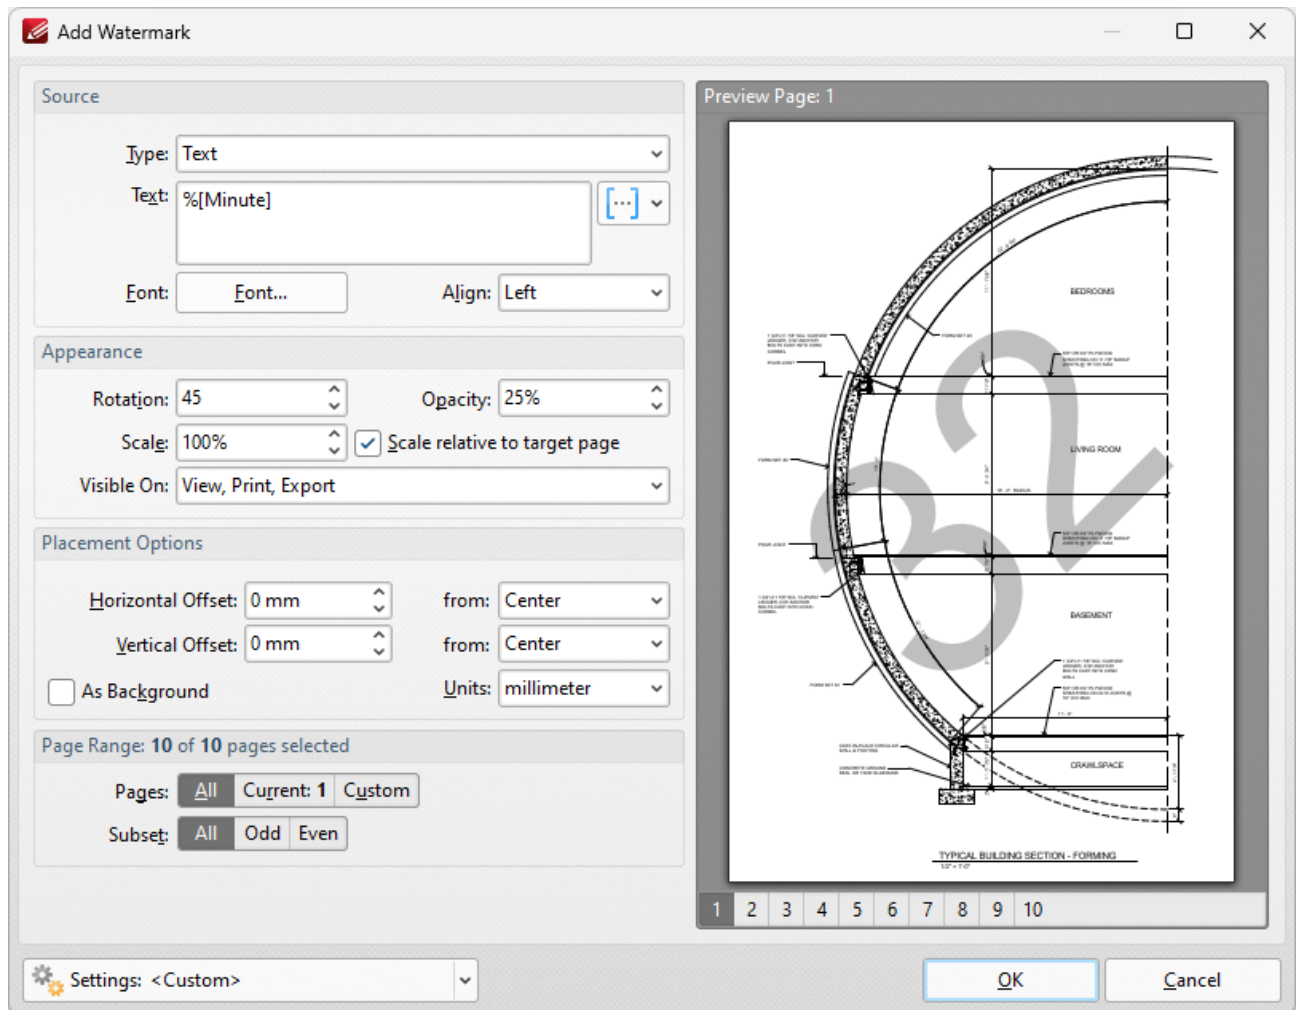 Add Watermark
Source
Type: Text
Text: %[Minute]
Font: Font... Align: Left
Appearance
Rotation: 45 Opacity: 25%
Scale: 100% Scale relative to target page
Visible On: View, Print, Export
Placement Options
Horizontal Offset: 0 mm from: Center
Vertical Offset: 0 mm from: Center
As Background Units: millimeter
Page Range: 10 of 10 pages selected
Pages: All Current: 1 Custom
Subset: All Odd Even
Preview Page: 1
BEDROOMS
LIVING ROOM
32
BASEMENT
CRAWLSPACE
TYPICAL BUILDING SECTION - FORMING
1/2" = 1'-0"
1 2 3 4 5 6 7 8 9 10
Settings: <Custom>
OK Cancel